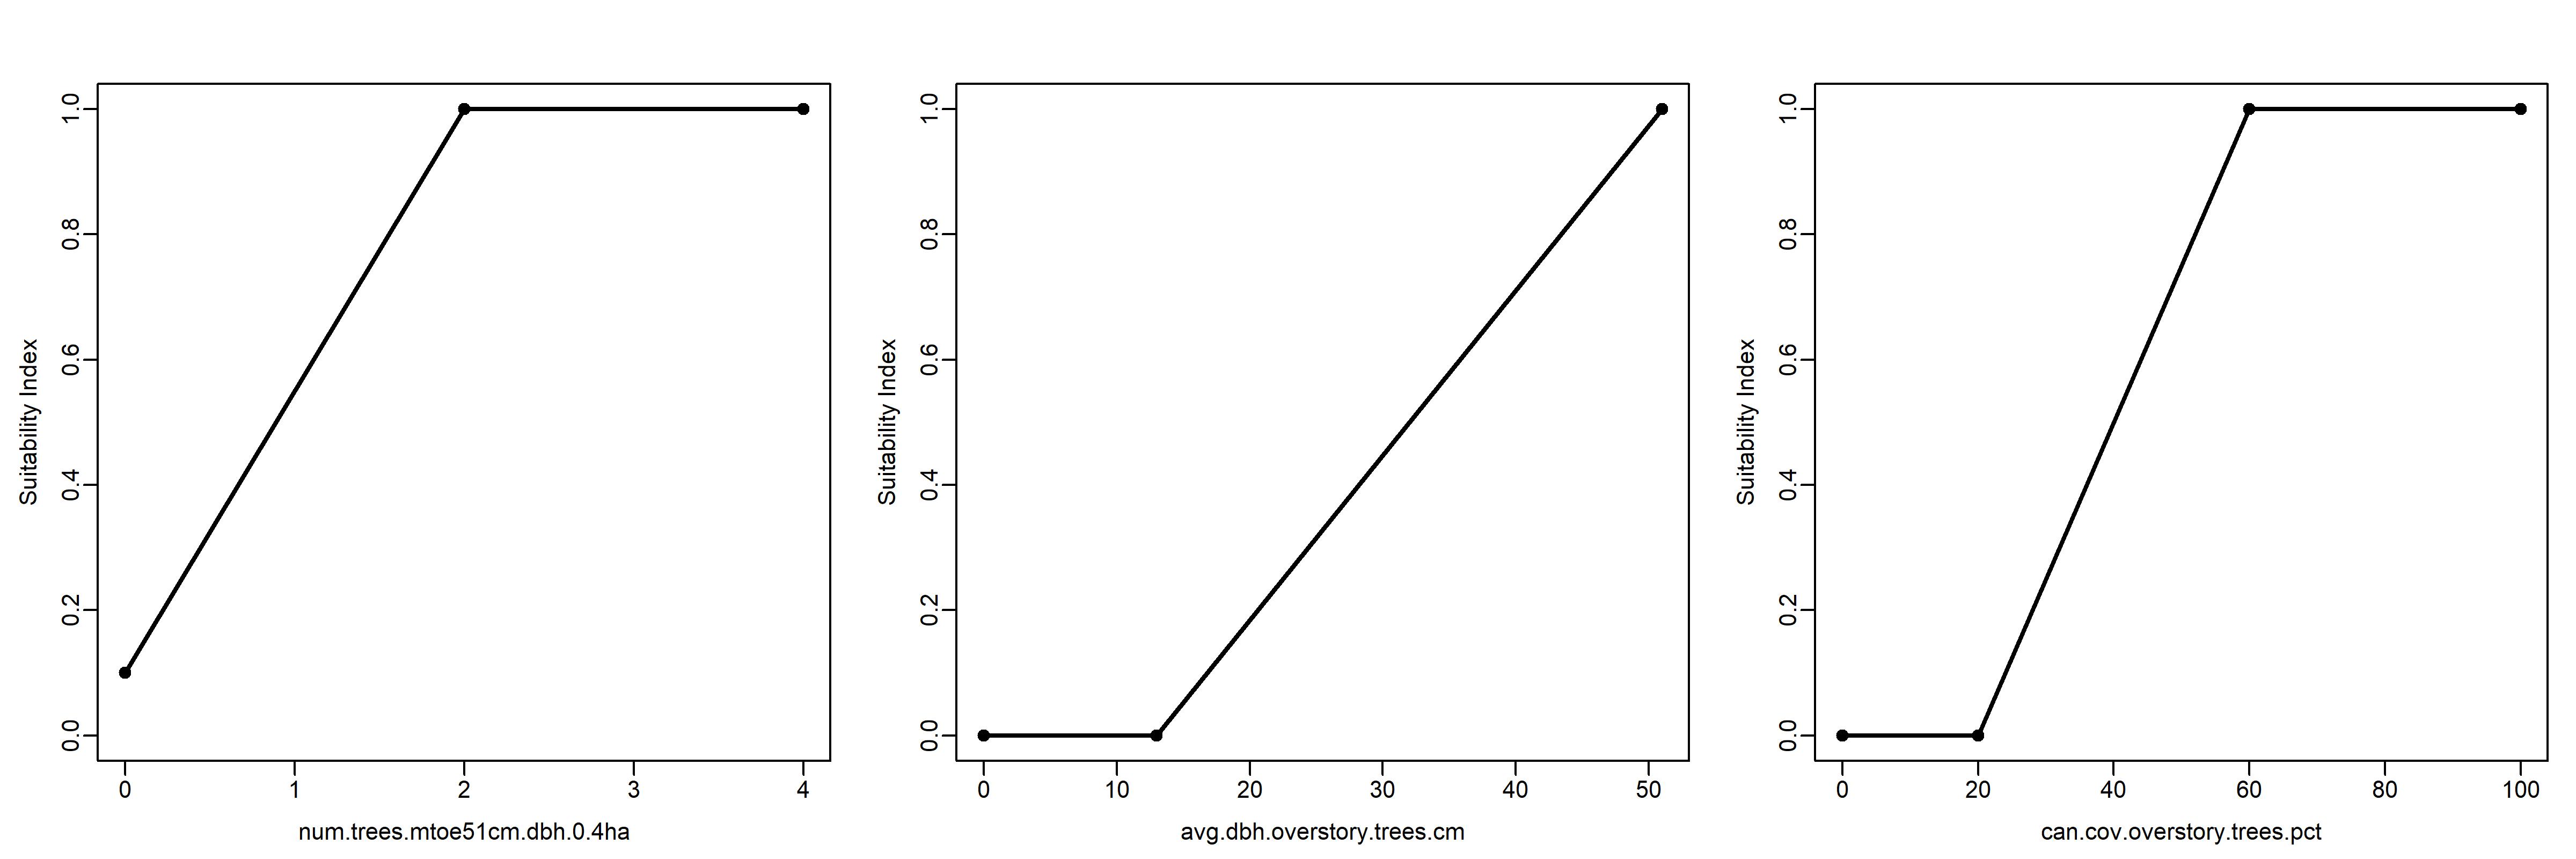 Suitability Index
1.0
0.8
0.6
0.4
0.2
0.0
0 1 2 3 4
num.trees.mtoe51cm.dbh.0.4ha
Suitability Index
1.0
0.8
0.6
0.4
0.2
0.0
0 10 20 30 40 50
avg.dbh.overstory.trees.cm
Suitability Index
1.0
0.8
0.6
0.4
0.2
0.0
0 20 40 60 80 100
can.cov.overstory.trees.pct